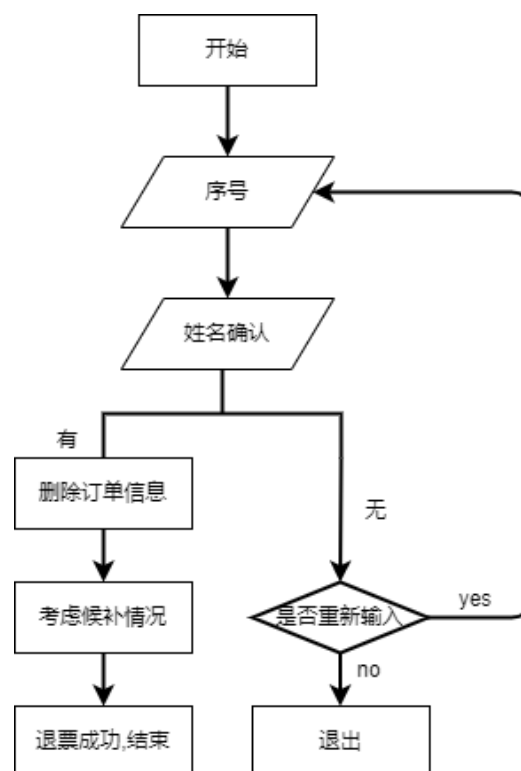 开始
序号
姓名确认
有
删除订单信息
无
考虑候补情况
是否重新输入
yes
no
退票成功,结束
退出